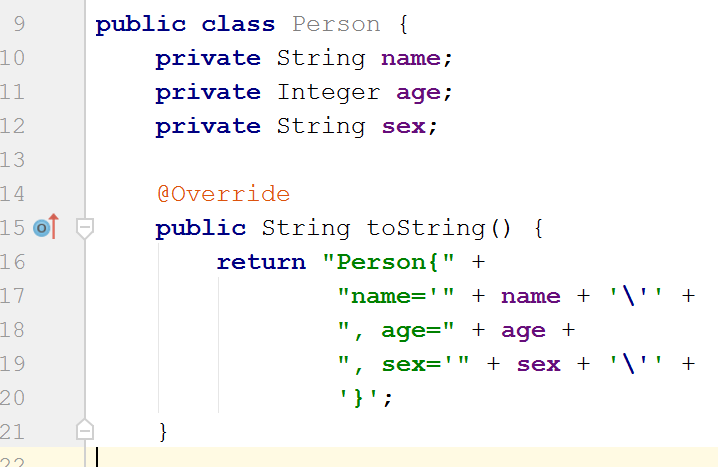 9 public class Person {
10 private String name;
11 private Integer age;
12 private String sex;
13
14 @Override
15 public String toString() {
16 return "Person{" +
17 "name='" + name + '\'' +
18 ", age=" + age +
19 ", sex='" + sex + '\'' +
20 '}';
21 }
22